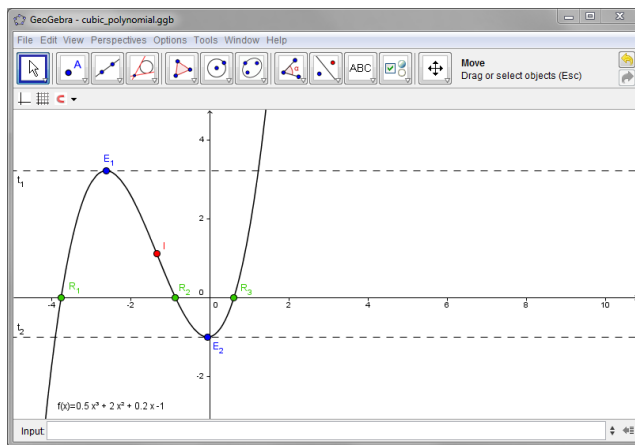 GeoGebra - cubic_polynomial.ggb
File Edit View Perspectives Options Tools Window Help
A
ABC
α
Move
Drag or select objects (Esc)
4
E₁
t₁
2
I
R₁ R₂ 0 R₃
-4 -2 0 2 4 6 8 10
t₂
E₂
-2
f(x)=0.5 x³ + 2 x² + 0.2 x -1
Input: